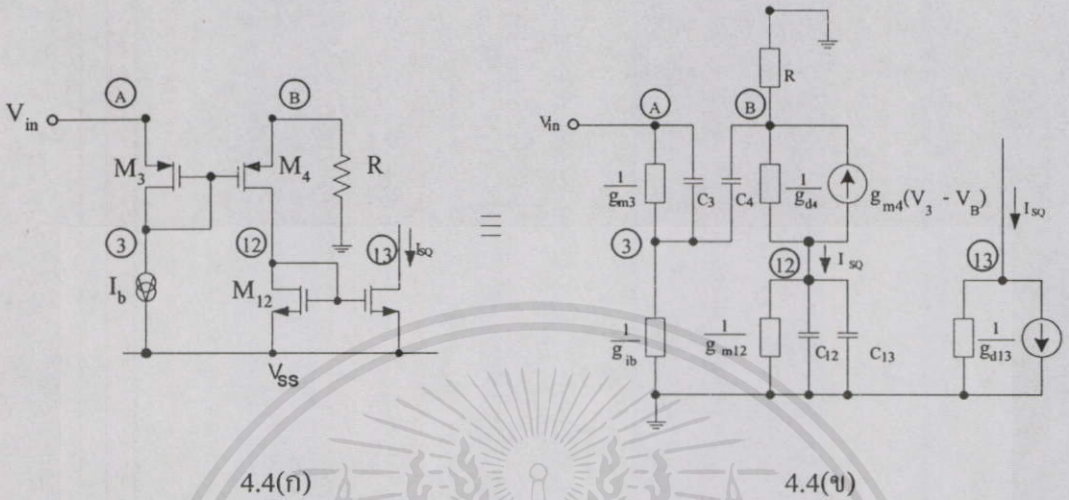 A
B
V_in
M_3
M_4
R
3
12
13
I_SQ
I_b
M_12
V_SS
≡
R
A
B
V_in
1/g_m3
C_3
C_4
1/g_d4
g_m4(V_3 - V_B)
I_SQ
3
12
I_SQ
13
1/g_ib
1/g_m12
C_12
C_13
1/g_d13
4.4(ก)
4.4(ข)